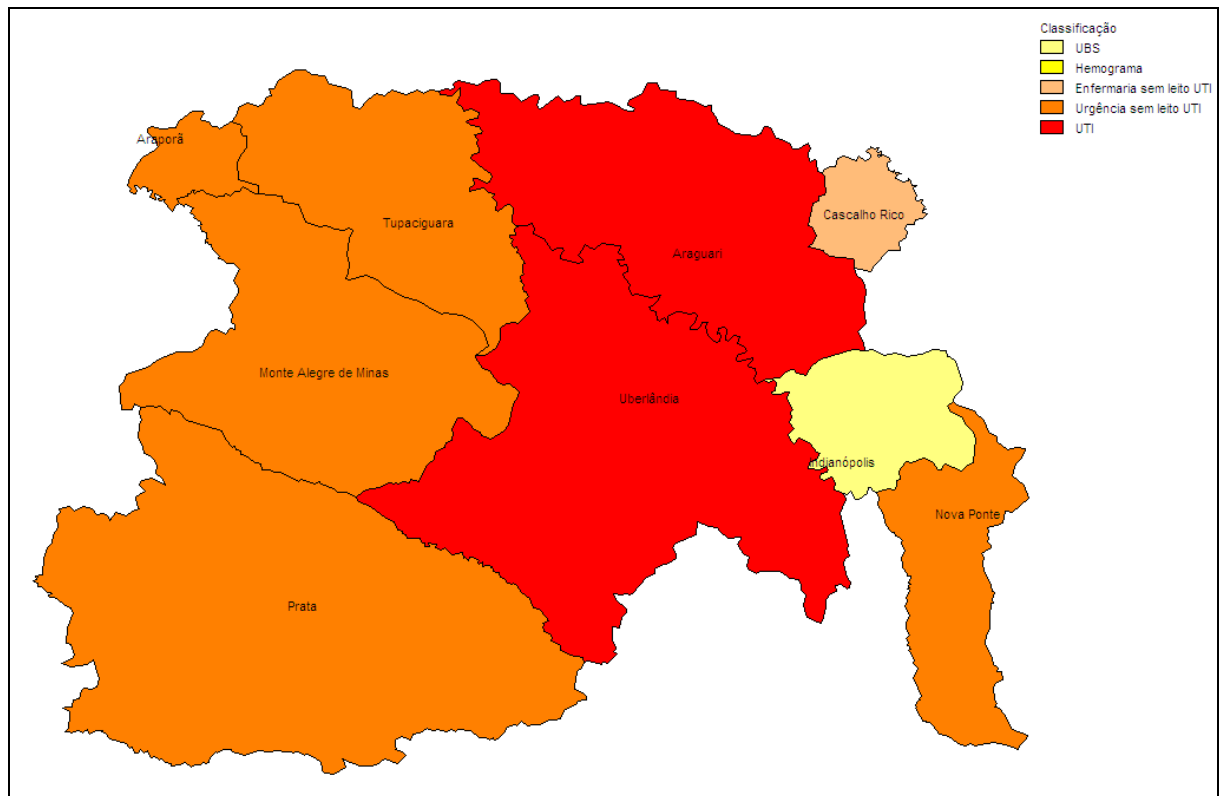 Classificação
UBS
Hemograma
Enfermaria sem leito UTI
Urgência sem leito UTI
UTI
Araporã
Tupaciguara
Cascalho Rico
Araguari
Monte Alegre de Minas
Uberlândia
Indianópolis
Nova Ponte
Prata